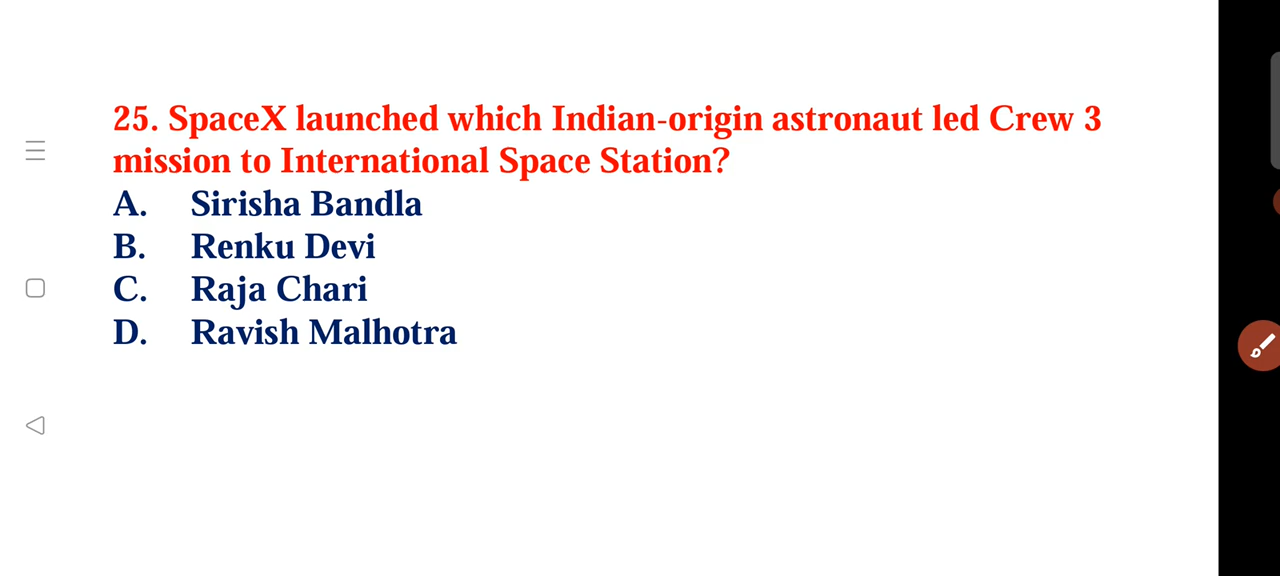 25. SpaceX launched which Indian-origin astronaut led Crew 3
mission to International Space Station?
A. Sirisha Bandla
B. Renku Devi
C. Raja Chari
D. Ravish Malhotra